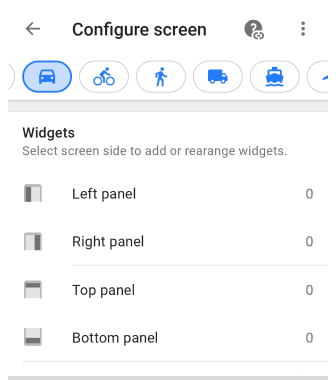 Configure screen
Widgets
Select screen side to add or rearrange widgets.
Left panel 0
Right panel 0
Top panel 0
Bottom panel 0